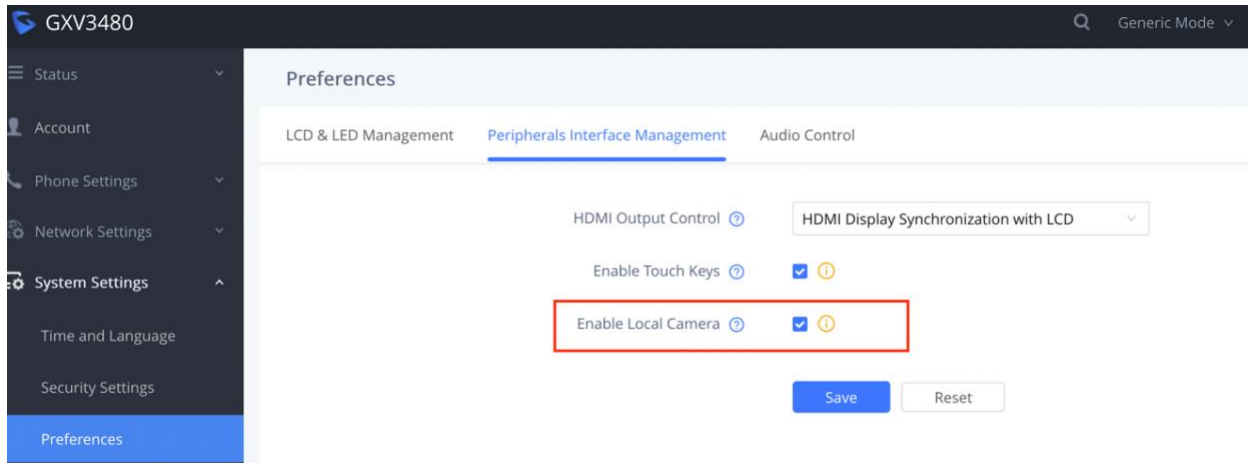 GXV3480
Generic Mode
Status
Preferences
Account
LCD & LED Management
Peripherals Interface Management
Audio Control
Phone Settings
Network Settings
HDMI Output Control
HDMI Display Synchronization with LCD
System Settings
Enable Touch Keys
Enable Local Camera
Time and Language
Security Settings
Save
Reset
Preferences